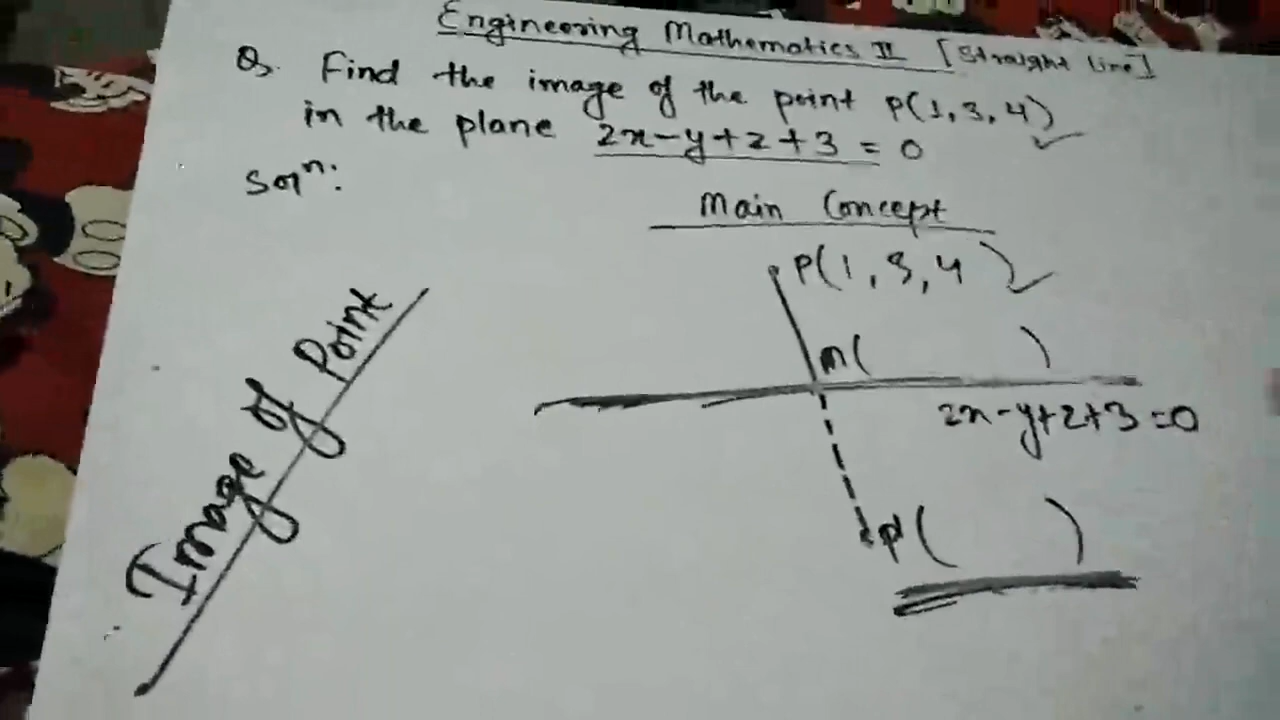 Engineering Mathematics II [Straight line]
Q. Find the image of the point P(1, 3, 4)
in the plane 2x-y+z+3 = 0
Solⁿ:
Main Concept
P(1, 3, 4)
M( )
2x-y+z+3=0
P'( )
Image of Point